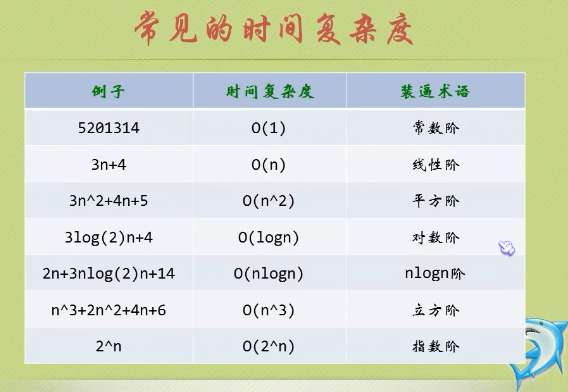 常见的时间复杂度
例子 时间复杂度 装逼术语
5201314 O(1) 常数阶
3n+4 O(n) 线性阶
3n^2+4n+5 O(n^2) 平方阶
3log(2)n+4 O(logn) 对数阶
2n+3nlog(2)n+14 O(nlogn) nlogn阶
n^3+2n^2+4n+6 O(n^3) 立方阶
2^n O(2^n) 指数阶